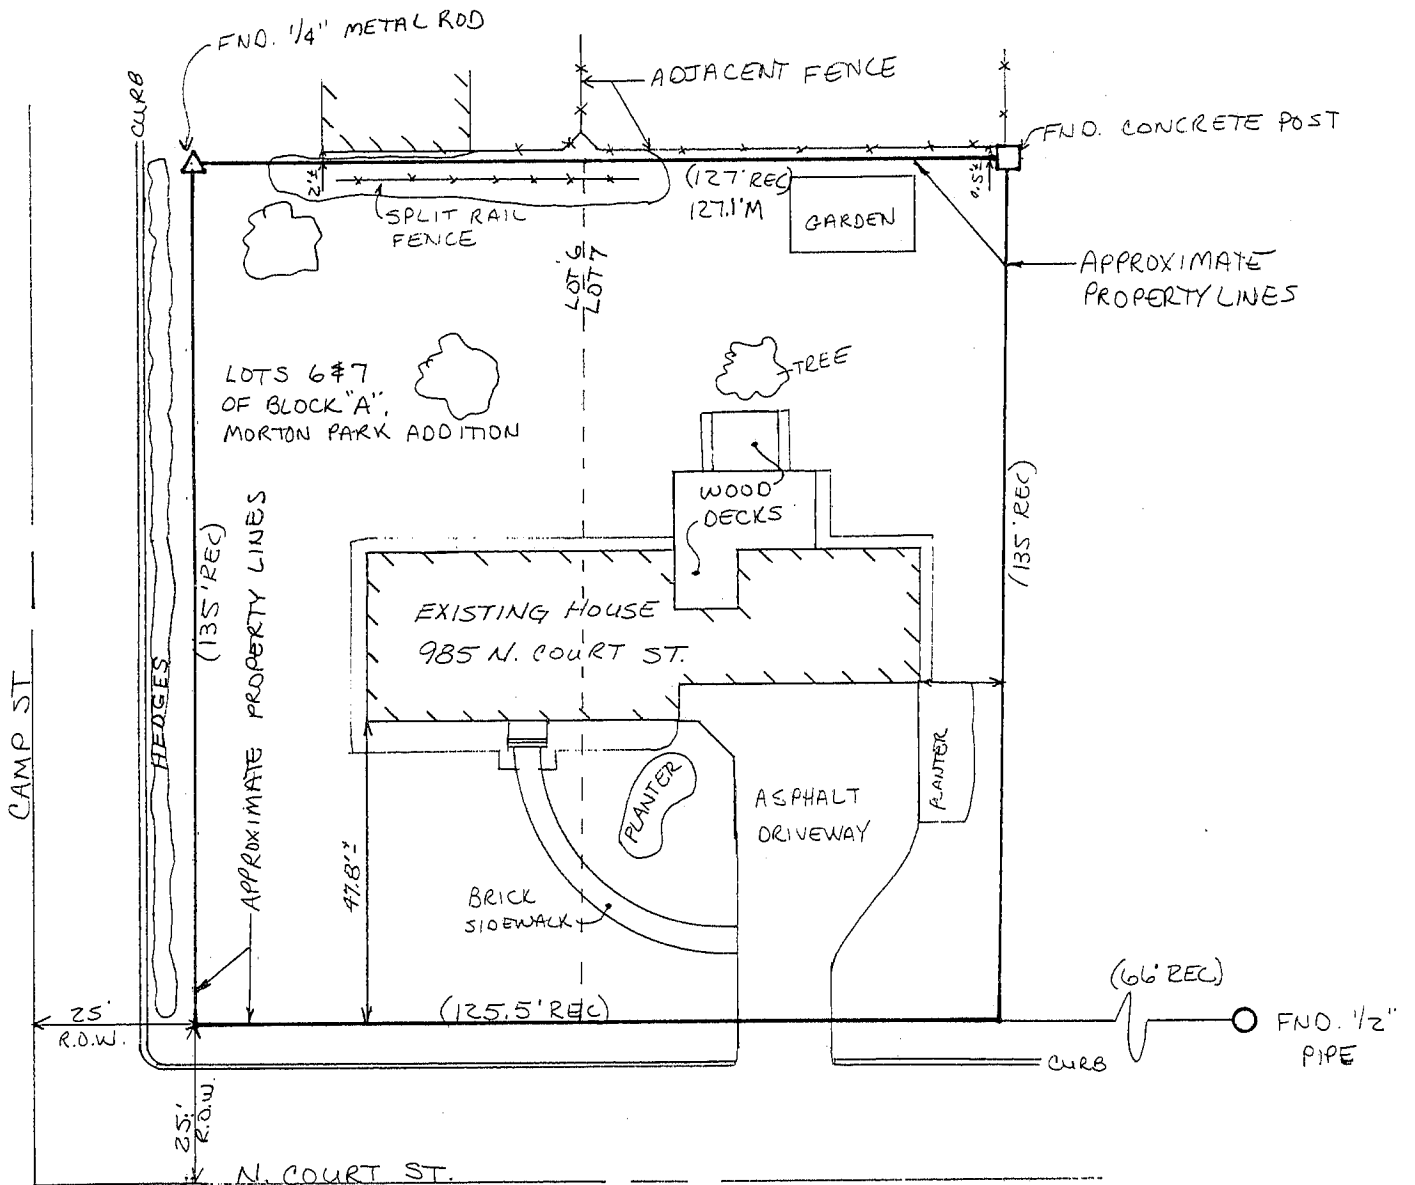 FND. 1/4" METAL ROD
CURB
ADJACENT FENCE
FND. CONCRETE POST
2'±
0.5'±
(127' REC)
127.1'M
SPLIT RAIL
FENCE
GARDEN
LOT 6
LOT 7
APPROXIMATE
PROPERTY LINES
LOTS 6 & 7
OF BLOCK "A",
MORTON PARK ADDITION
TREE
WOOD
DECKS
(135' REC)
APPROXIMATE PROPERTY LINES
(135' REC)
EXISTING HOUSE
985 N. COURT ST.
HEDGES
CAMP ST
PLANTER
PLANTER
ASPHALT
DRIVEWAY
47.8'±
BRICK
SIDEWALK
(66' REC)
(125.5' REC)
25'
R.O.W.
FND. 1/2"
PIPE
CURB
25'
R.O.W.
N. COURT ST.